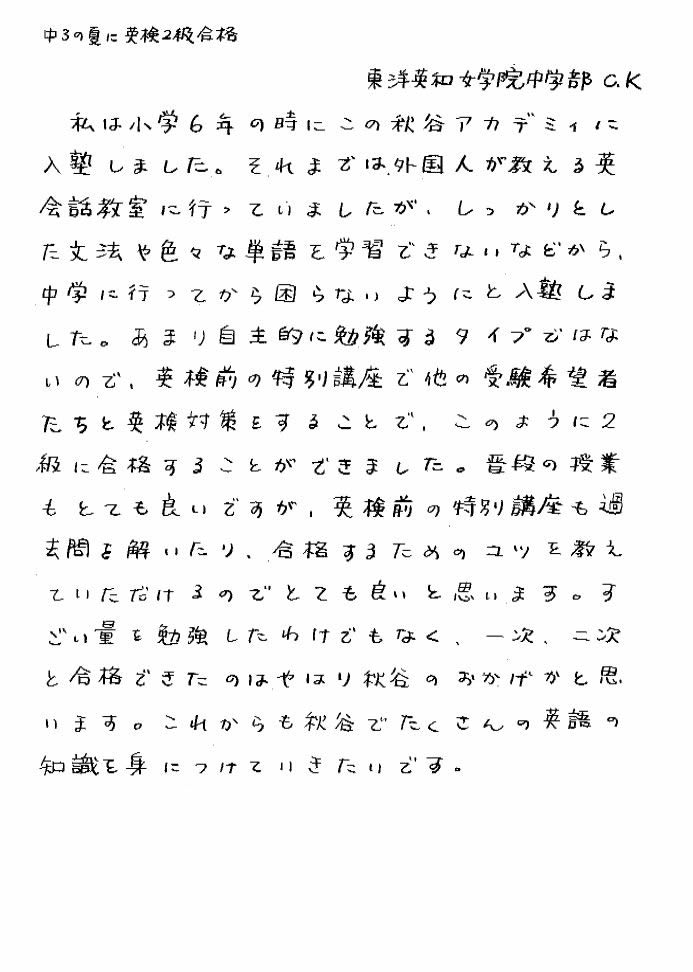 中3の夏に英検2級合格
東洋英和女学院中学部 C.K
私は小学6年の時にこの秋谷アカデミィに
入塾しました。それまでは外国人が教える英
会話教室に行っていましたが、しっかりとし
た文法や色々な単語を学習できないなどから、
中学に行ってから困らないようにと入塾しま
した。あまり自主的に勉強するタイプではな
いので、英検前の特別講座で他の受験希望者
たちと英検対策をすることで、このように2
級に合格することができました。普段の授業
もとても良いですが、英検前の特別講座も過
去問を解いたり、合格するためのコツを教え
ていただけるのでとても良いと思います。す
ごい量を勉強したわけでもなく、一次、二次
と合格できたのはやはり秋谷のおかげかと思
います。これからも秋谷でたくさんの英語の
知識を身につけていきたいです。